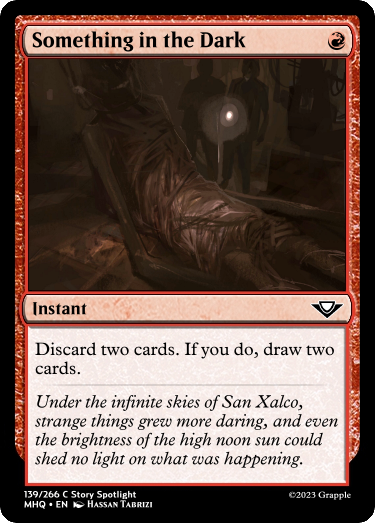 Something in the Dark
Instant
Discard two cards. If you do, draw two
cards.
Under the infinite skies of San Xalco,
strange things grew more daring, and even
the brightness of the high noon sun could
shed no light on what was happening.
139/266 C Story Spotlight
MHQ • EN Hassan Tabrizi
©2023 Grapple